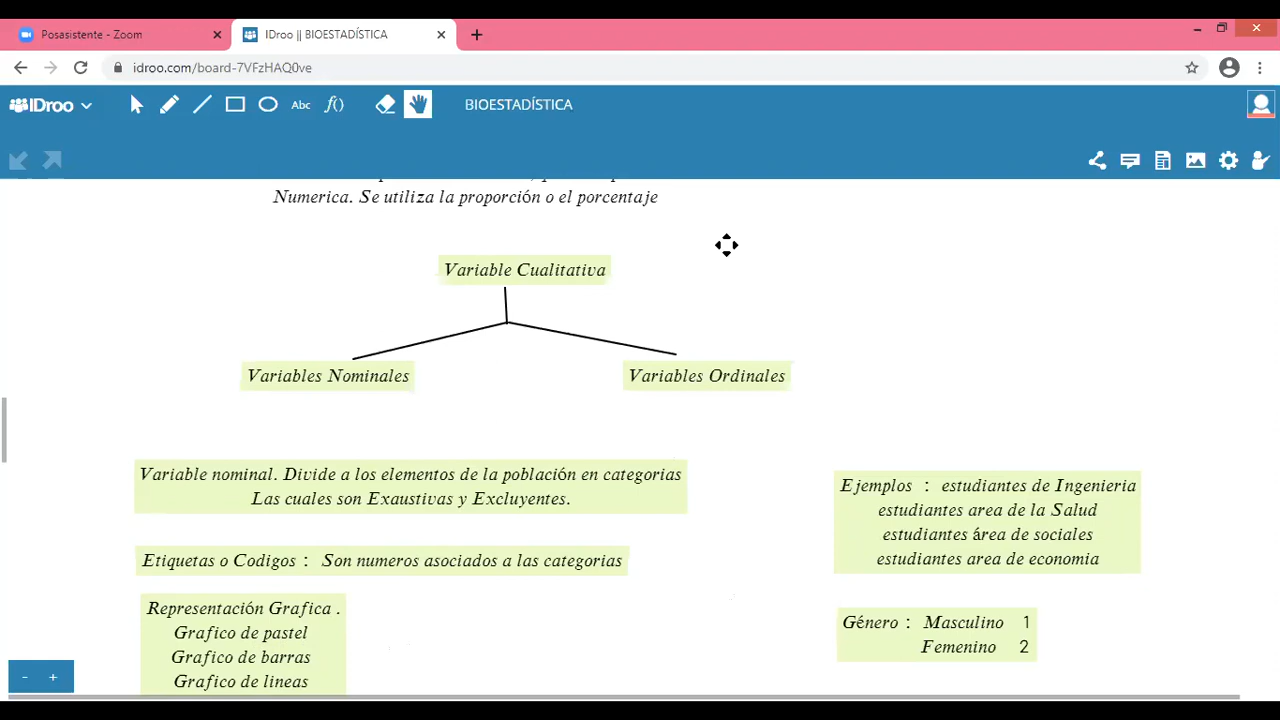 Posasistente - Zoom
IDroo || BIOESTADÍSTICA
idroo.com/board-7VFzHAQ0ve
IDroo
Abc
f()
BIOESTADÍSTICA
Numerica. Se utiliza la proporción o el porcentaje
Variable Cualitativa
Variables Nominales
Variables Ordinales
Variable nominal. Divide a los elementos de la población en categorias
Las cuales son Exaustivas y Excluyentes.
Etiquetas o Codigos : Son numeros asociados a las categorias
Representación Grafica .
Grafico de pastel
Grafico de barras
Grafico de lineas
Ejemplos : estudiantes de Ingenieria
estudiantes area de la Salud
estudiantes área de sociales
estudiantes area de economia
Género : Masculino 1
Femenino 2
- +